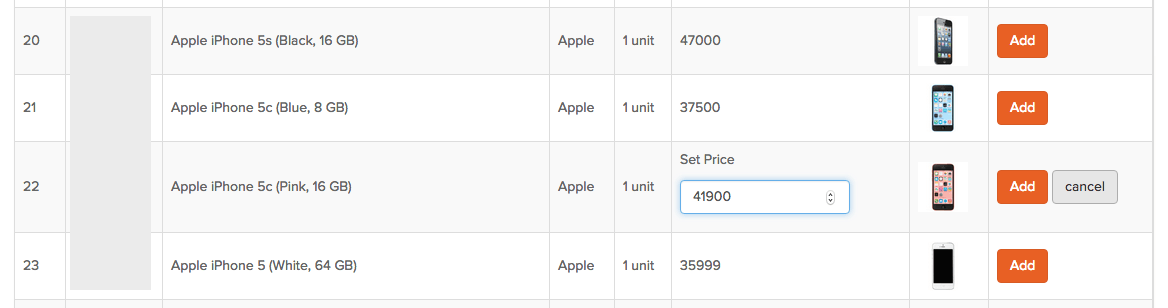 20 Apple iPhone 5s (Black, 16 GB) Apple 1 unit 47000 Add
21 Apple iPhone 5c (Blue, 8 GB) Apple 1 unit 37500 Add
Set Price
22 Apple iPhone 5c (Pink, 16 GB) Apple 1 unit 41900 Add cancel
23 Apple iPhone 5 (White, 64 GB) Apple 1 unit 35999 Add